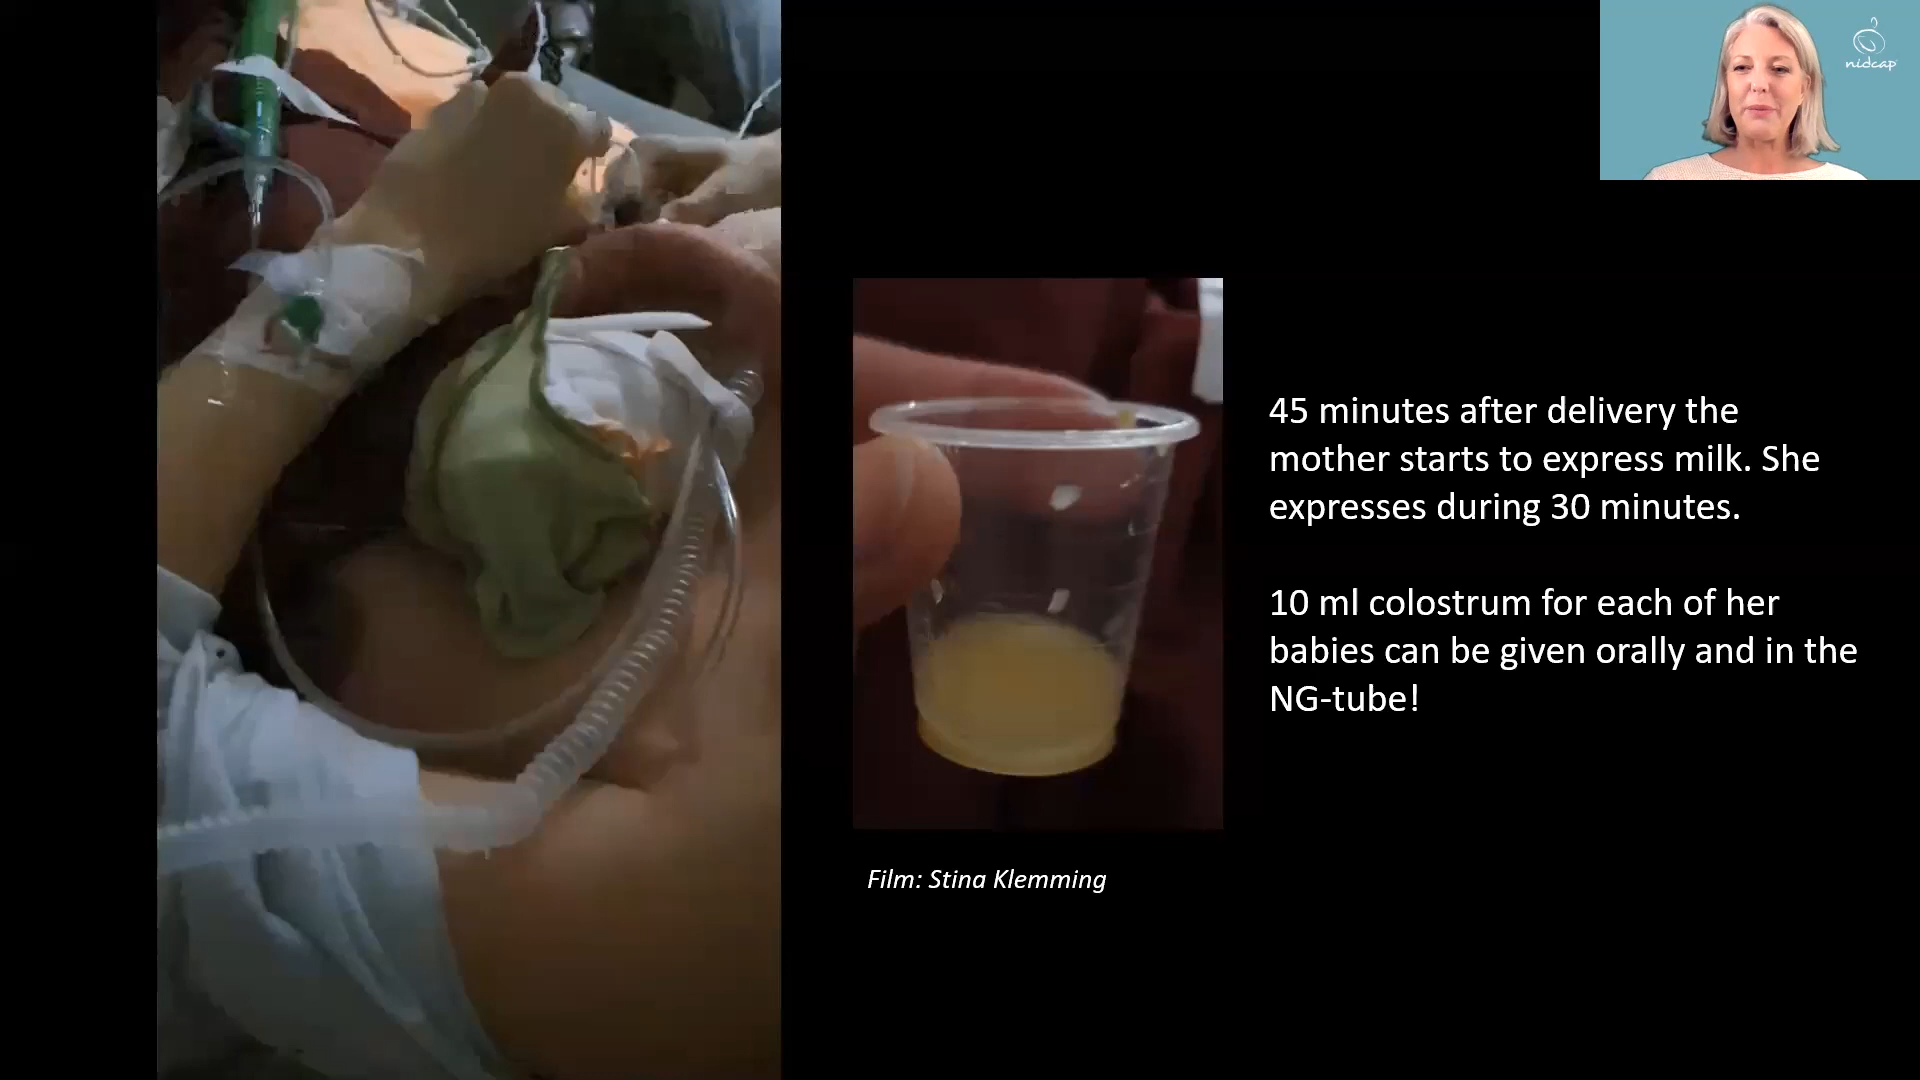 nidcap
45 minutes after delivery the
mother starts to express milk. She
expresses during 30 minutes.
10 ml colostrum for each of her
babies can be given orally and in the
NG-tube!
Film: Stina Klemming